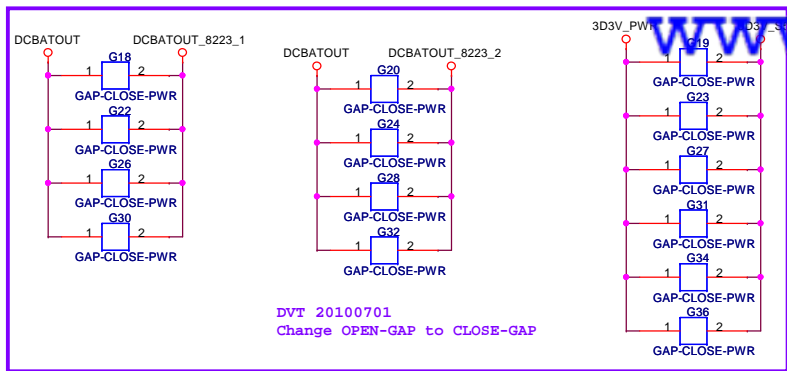 DCBATOUT DCBATOUT_8223_1
G18
1 2
GAP-CLOSE-PWR
G22
1 2
GAP-CLOSE-PWR
G26
1 2
GAP-CLOSE-PWR
G30
1 2
GAP-CLOSE-PWR
DCBATOUT DCBATOUT_8223_2
G20
1 2
GAP-CLOSE-PWR
G24
1 2
GAP-CLOSE-PWR
G28
1 2
GAP-CLOSE-PWR
G32
1 2
GAP-CLOSE-PWR
DVT 20100701
Change OPEN-GAP to CLOSE-GAP
3D3V_PWR
www
G19
1 2
GAP-CLOSE-PWR
G23
1 2
GAP-CLOSE-PWR
G27
1 2
GAP-CLOSE-PWR
G31
1 2
GAP-CLOSE-PWR
G34
1 2
GAP-CLOSE-PWR
G36
1 2
GAP-CLOSE-PWR